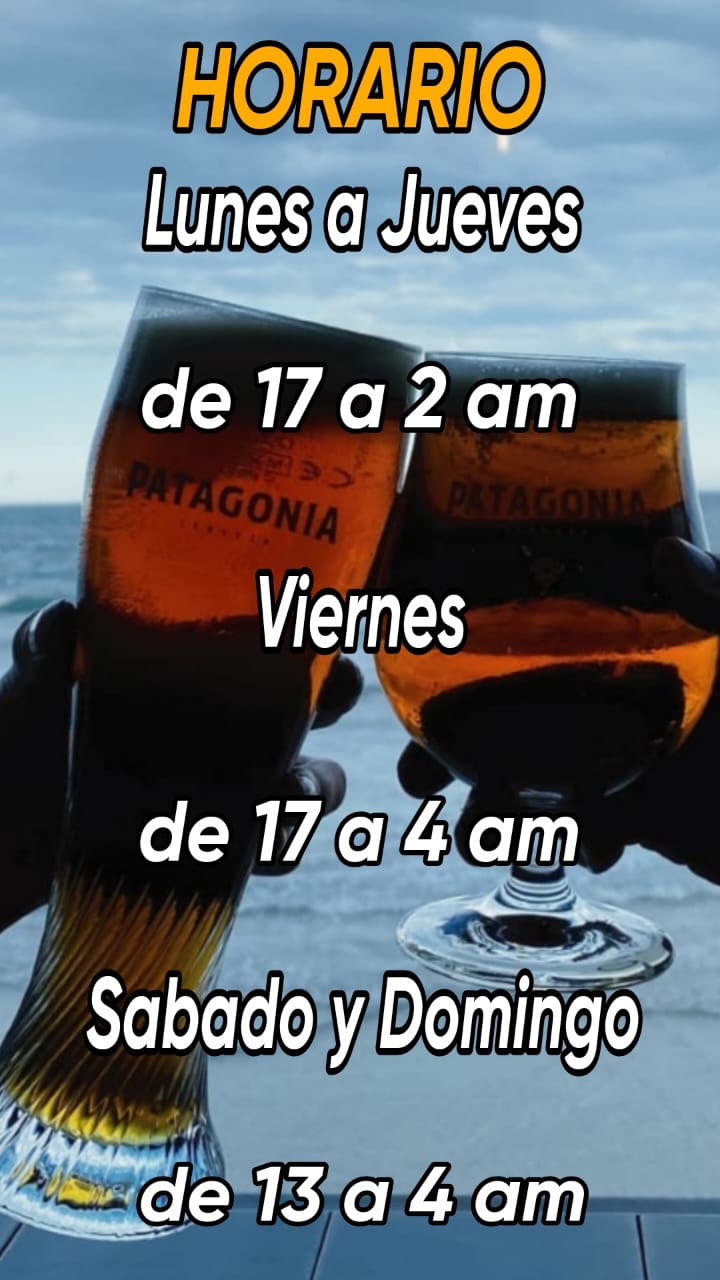 HORARIO
Lunes a Jueves
de 17 a 2 am
PATAGONIA
PATAGONIA
Viernes
de 17 a 4 am
Sabado y Domingo
de 13 a 4 am